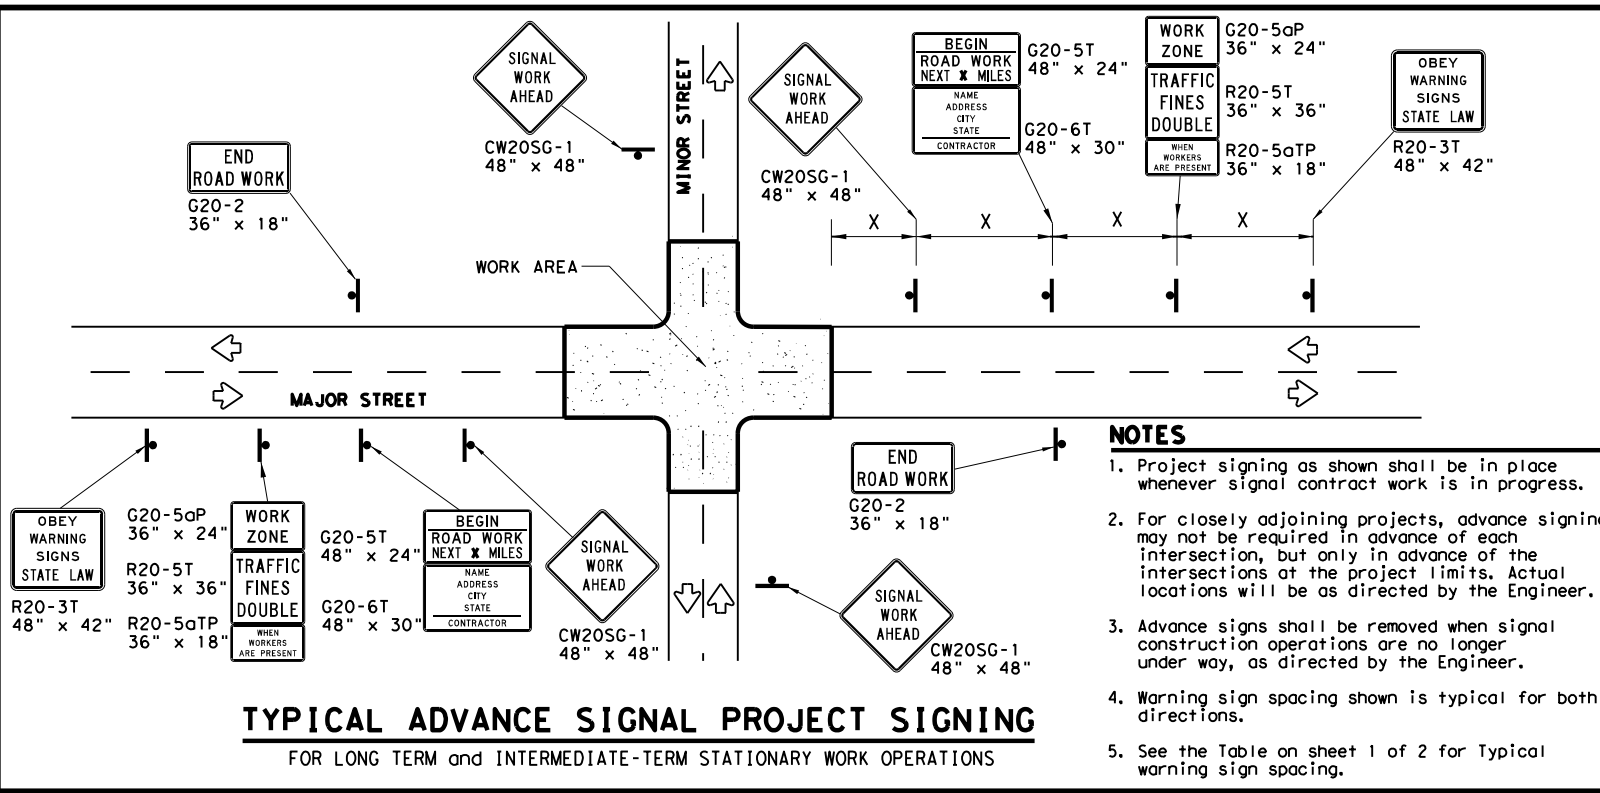 SIGNAL
WORK
AHEAD
CW20SG-1
48" x 48"
END
ROAD WORK
G20-2
36" x 18"
MINOR STREET
SIGNAL
WORK
AHEAD
CW20SG-1
48" x 48"
BEGIN
ROAD WORK
NEXT X MILES
NAME
ADDRESS
CITY
STATE
CONTRACTOR
G20-5T
48" x 24"
G20-6T
48" x 30"
WORK
ZONE
TRAFFIC
FINES
DOUBLE
WHEN
WORKERS
ARE PRESENT
G20-5aP
36" x 24"
R20-5T
36" x 36"
R20-5aTP
36" x 18"
OBEY
WARNING
SIGNS
STATE LAW
R20-3T
48" x 42"
X
X
X
X
WORK AREA
MAJOR STREET
OBEY
WARNING
SIGNS
STATE LAW
R20-3T
48" x 42"
G20-5aP
36" x 24"
R20-5T
36" x 36"
R20-5aTP
36" x 18"
WORK
ZONE
TRAFFIC
FINES
DOUBLE
WHEN
WORKERS
ARE PRESENT
G20-5T
48" x 24"
G20-6T
48" x 30"
BEGIN
ROAD WORK
NEXT X MILES
NAME
ADDRESS
CITY
STATE
CONTRACTOR
SIGNAL
WORK
AHEAD
CW20SG-1
48" x 48"
END
ROAD WORK
G20-2
36" x 18"
SIGNAL
WORK
AHEAD
CW20SG-1
48" x 48"
TYPICAL ADVANCE SIGNAL PROJECT SIGNING
FOR LONG TERM and INTERMEDIATE-TERM STATIONARY WORK OPERATIONS
NOTES
1. Project signing as shown shall be in place
whenever signal contract work is in progress.
2. For closely adjoining projects, advance signing
may not be required in advance of each
intersection, but only in advance of the
intersections at the project limits. Actual
locations will be as directed by the Engineer.
3. Advance signs shall be removed when signal
construction operations are no longer
under way, as directed by the Engineer.
4. Warning sign spacing shown is typical for both
directions.
5. See the Table on sheet 1 of 2 for Typical
warning sign spacing.